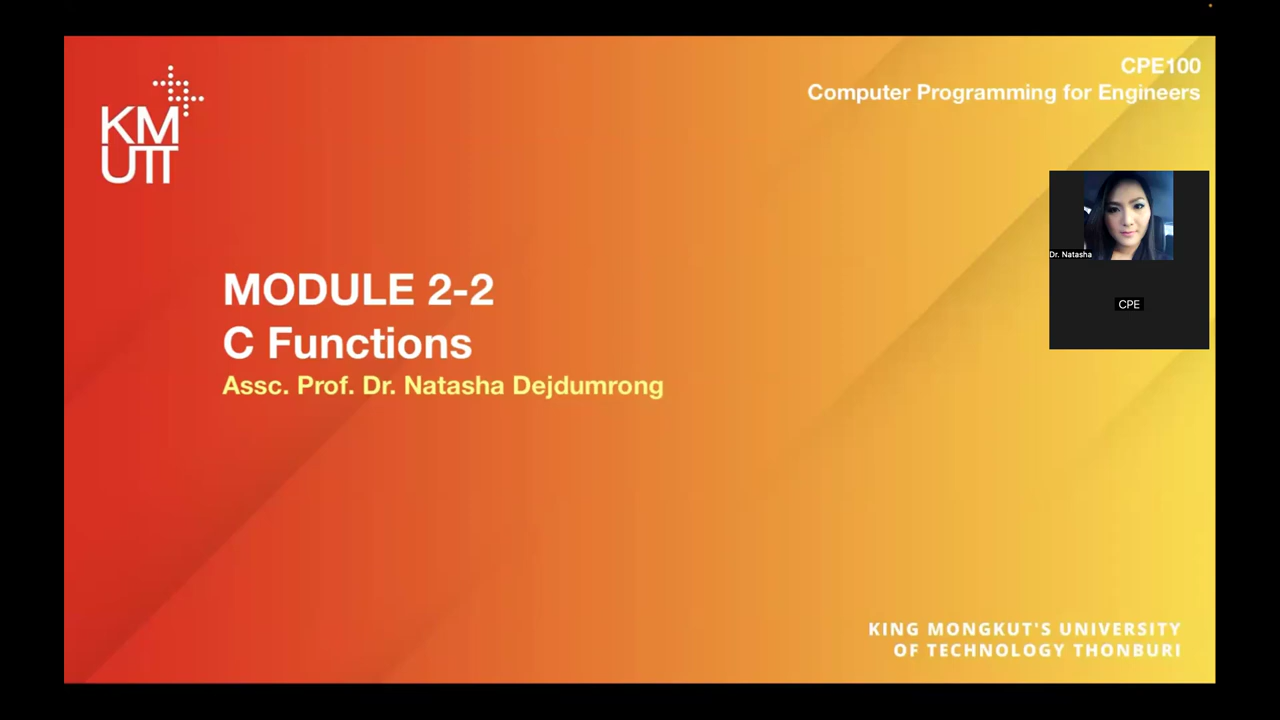 KM
UTT
CPE100
Computer Programming for Engineers
Dr. Natasha
CPE
MODULE 2-2
C Functions
Assc. Prof. Dr. Natasha Dejdumrong
KING MONGKUT'S UNIVERSITY
OF TECHNOLOGY THONBURI